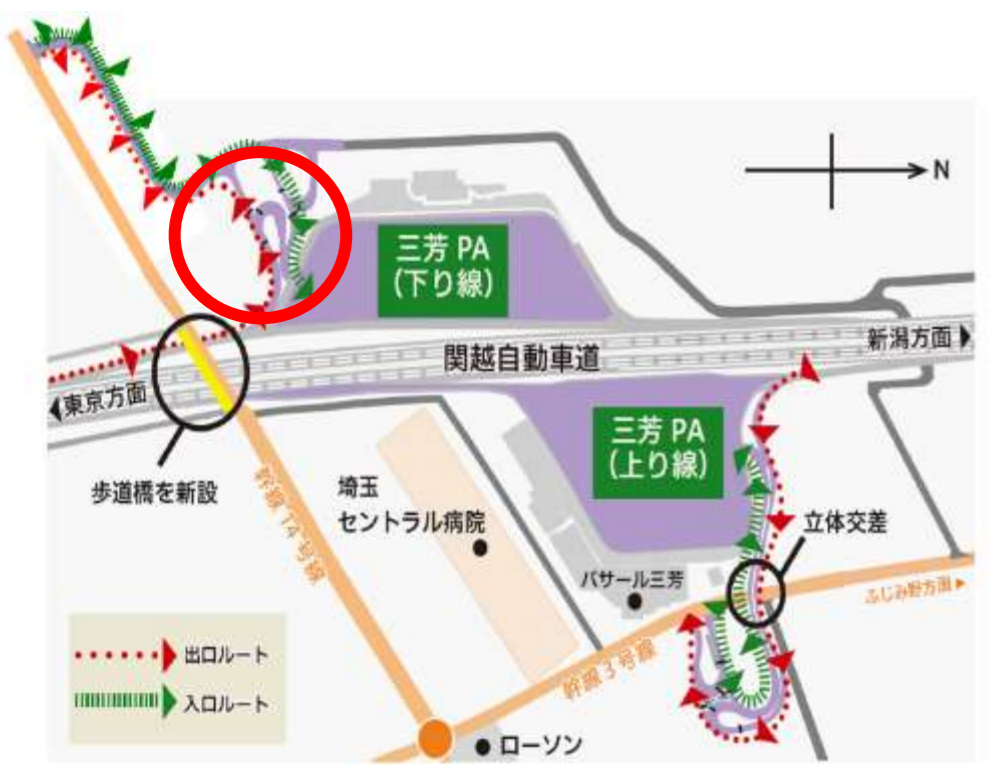 N
三芳 PA
(下り線)
新潟方面
関越自動車道
東京方面
三芳 PA
(上り線)
歩道橋を新設
幹線 14 号線
埼玉
セントラル病院
立体交差
パサール三芳
ふじみ野方面
幹線 3 号線
出口ルート
入口ルート
ローソン